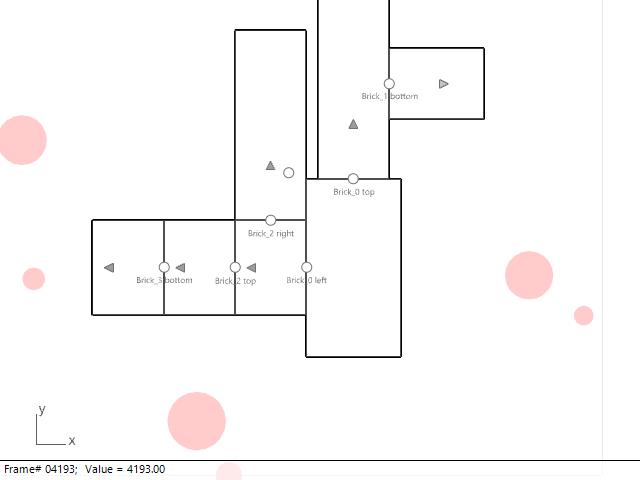 Brick_1 bottom
Brick_0 top
Brick_2 right
Brick_3 bottom
Brick_2 top
Brick_0 left
y
x
Frame# 04193; Value = 4193.00